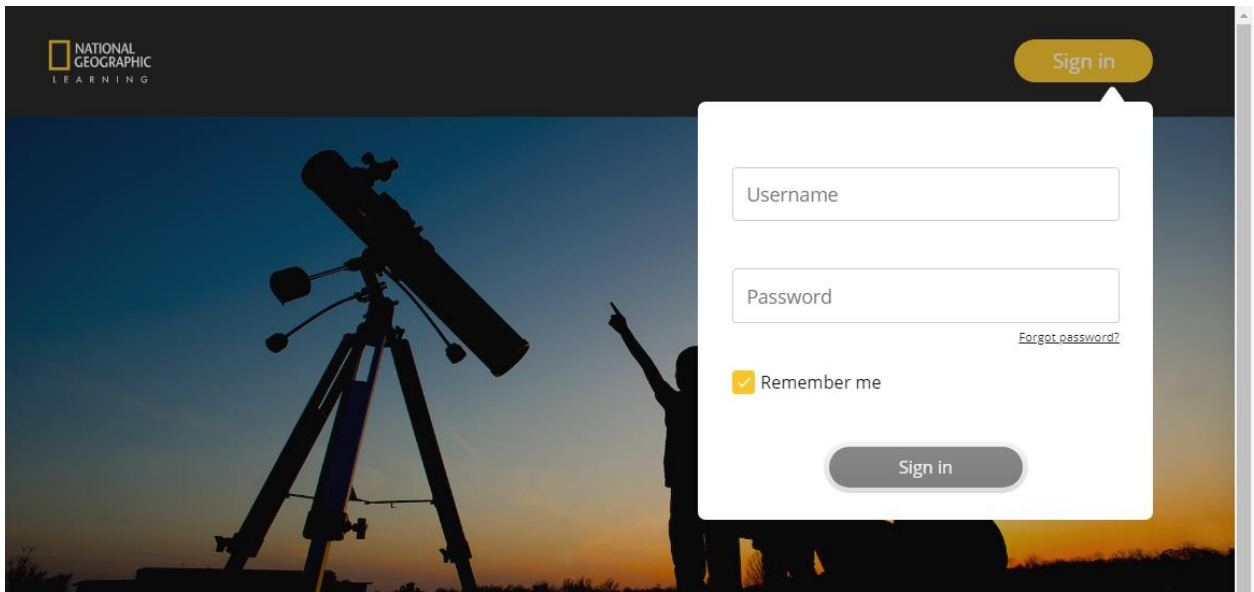 NATIONAL
GEOGRAPHIC
LEARNING
Sign in
Username
Password
Forgot password?
Remember me
Sign in